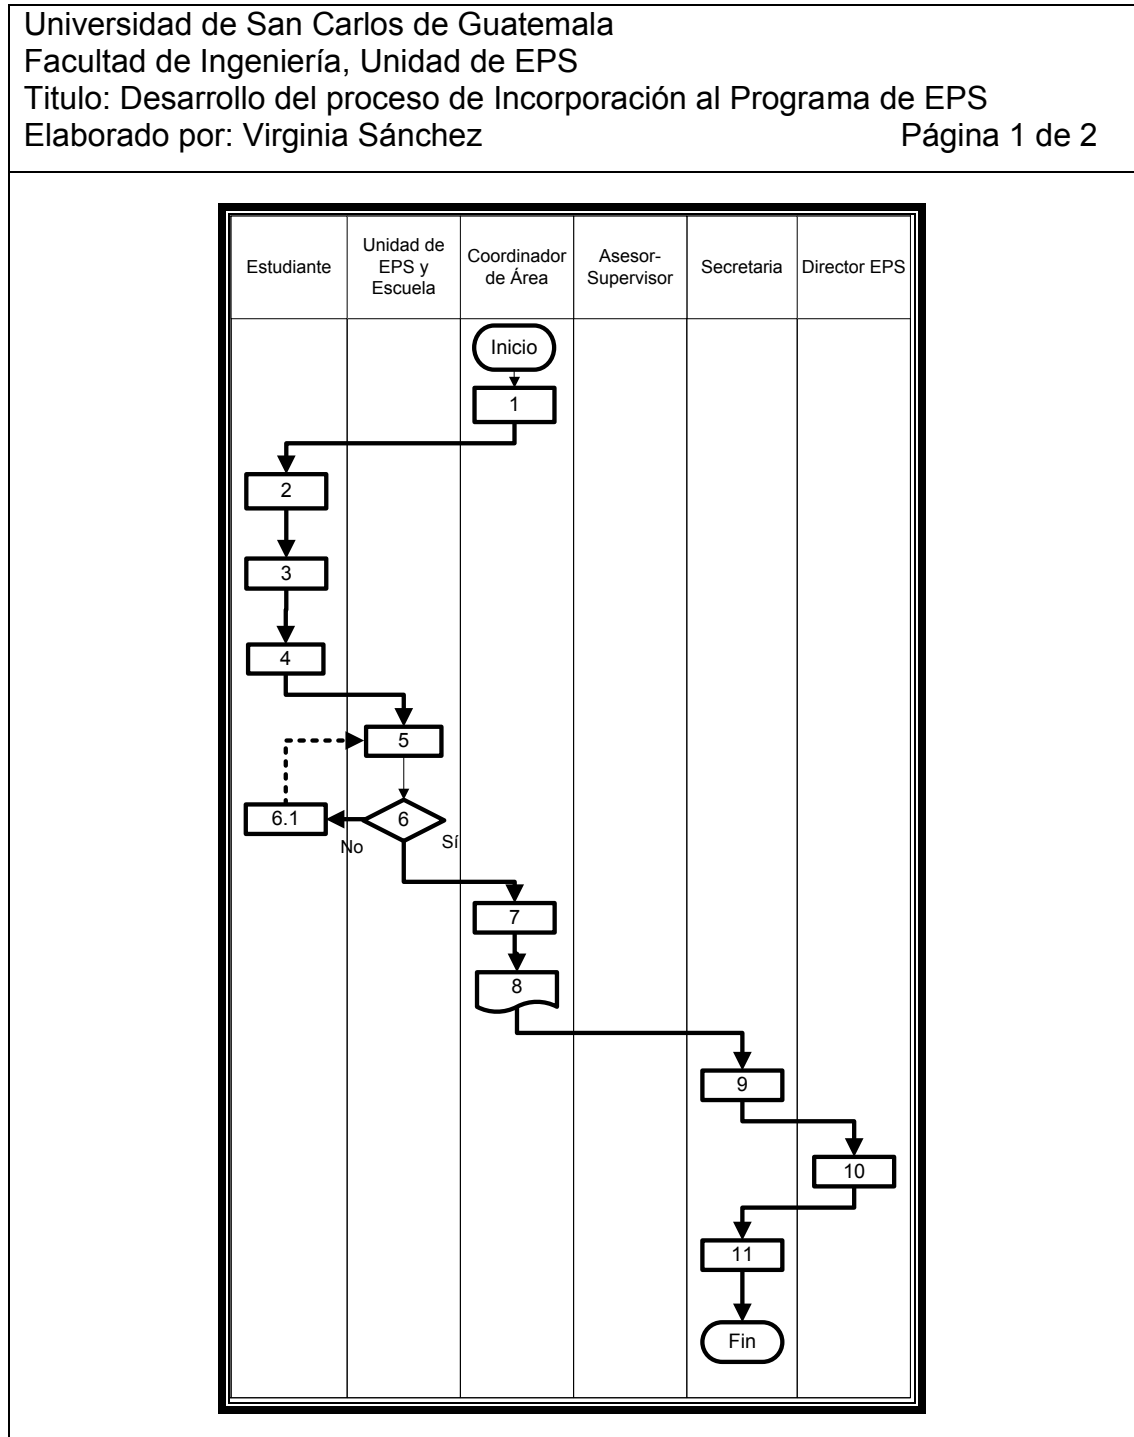 Universidad de San Carlos de Guatemala
Facultad de Ingeniería, Unidad de EPS
Titulo: Desarrollo del proceso de Incorporación al Programa de EPS
Elaborado por: Virginia Sánchez Página 1 de 2
Estudiante
Unidad de
EPS y
Escuela
Coordinador
de Área
Asesor-
Supervisor
Secretaria
Director EPS
Inicio
1
2
3
4
5
6.1
6
No
Sí
7
8
9
10
11
Fin